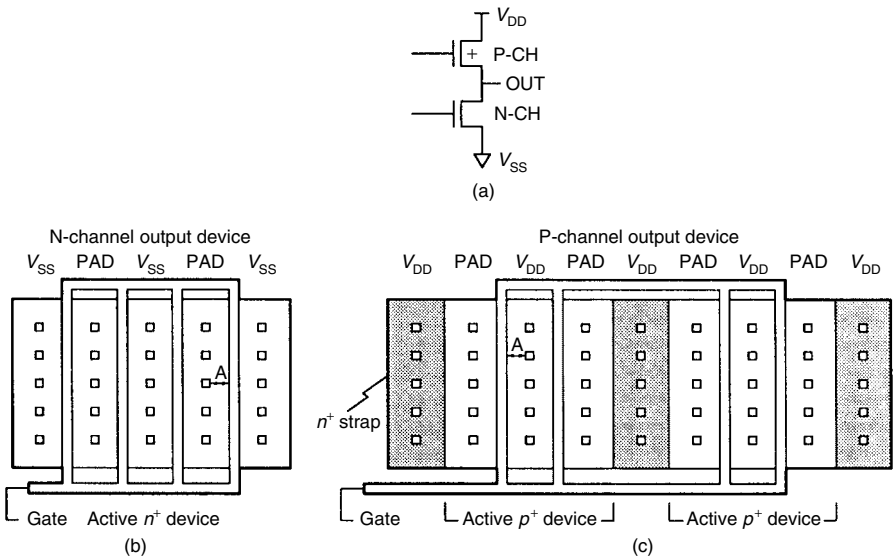 V_DD
+ P-CH
OUT
N-CH
V_SS
(a)
N-channel output device
V_SS PAD V_SS PAD V_SS
A
Gate Active n⁺ device
(b)
P-channel output device
V_DD PAD V_DD PAD V_DD PAD V_DD PAD V_DD
A
n⁺ strap
Gate Active p⁺ device Active p⁺ device
(c)